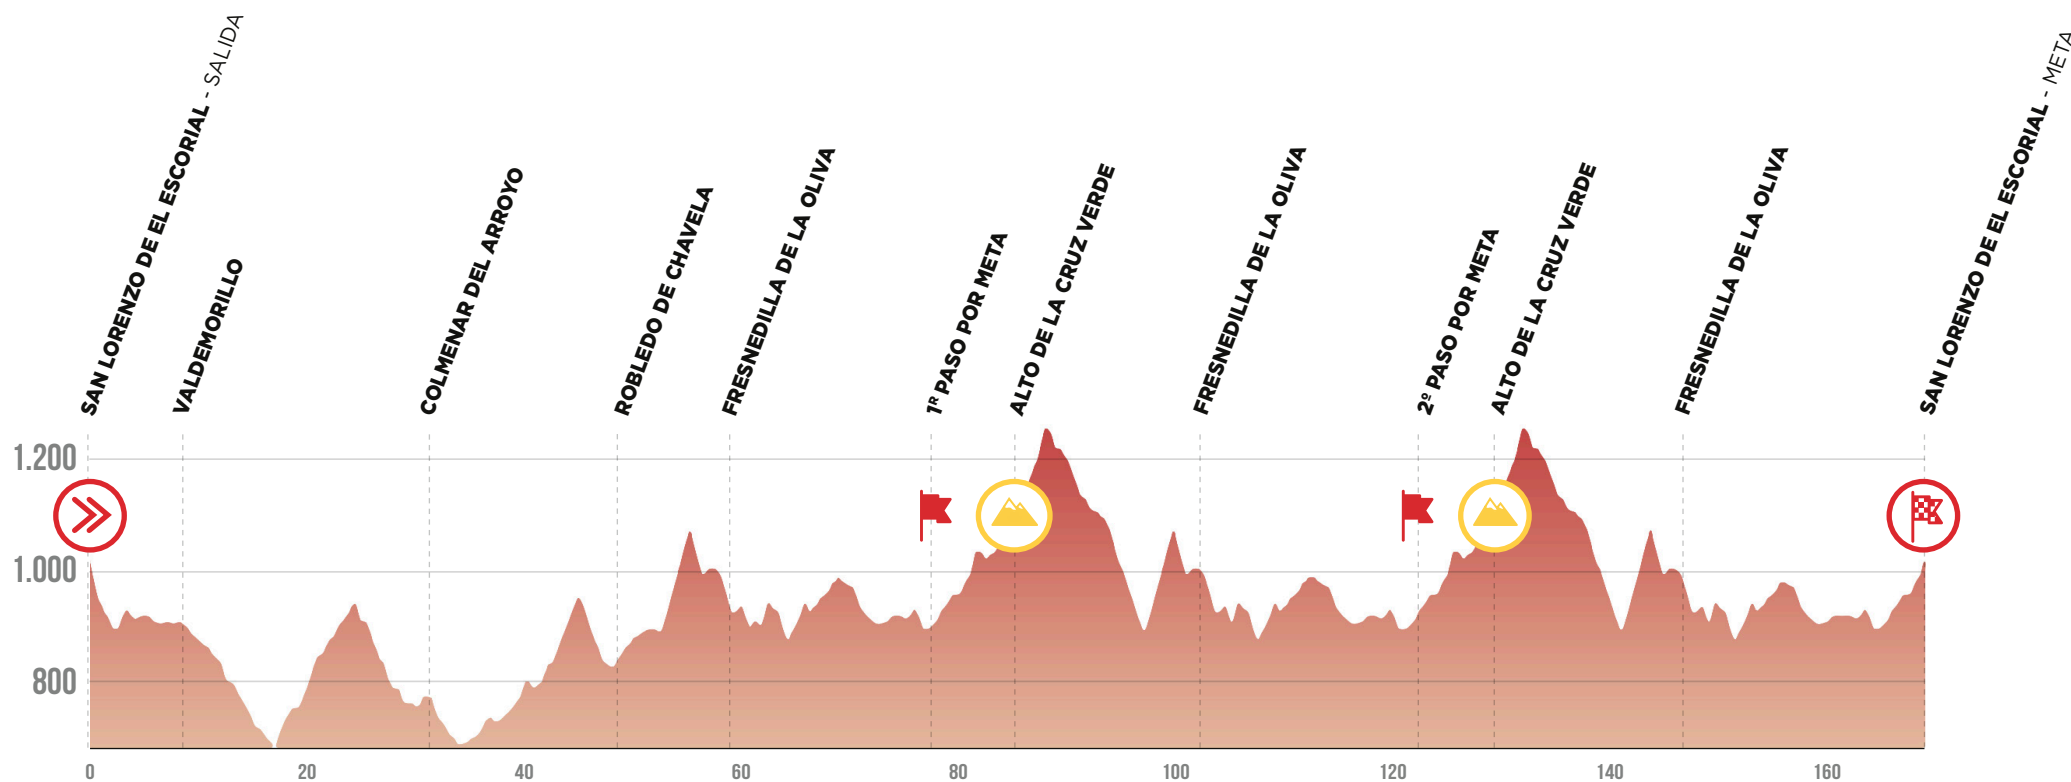 SAN LORENZO DE EL ESCORIAL - SALIDA
VALDEMORILLO
COLMENAR DEL ARROYO
ROBLEDO DE CHAVELA
FRESNEDILLA DE LA OLIVA
1ᴿ PASO POR META
ALTO DE LA CRUZ VERDE
FRESNEDILLA DE LA OLIVA
2º PASO POR META
ALTO DE LA CRUZ VERDE
FRESNEDILLA DE LA OLIVA
SAN LORENZO DE EL ESCORIAL - META
1.200
1.000
800
0 20 40 60 80 100 120 140 160